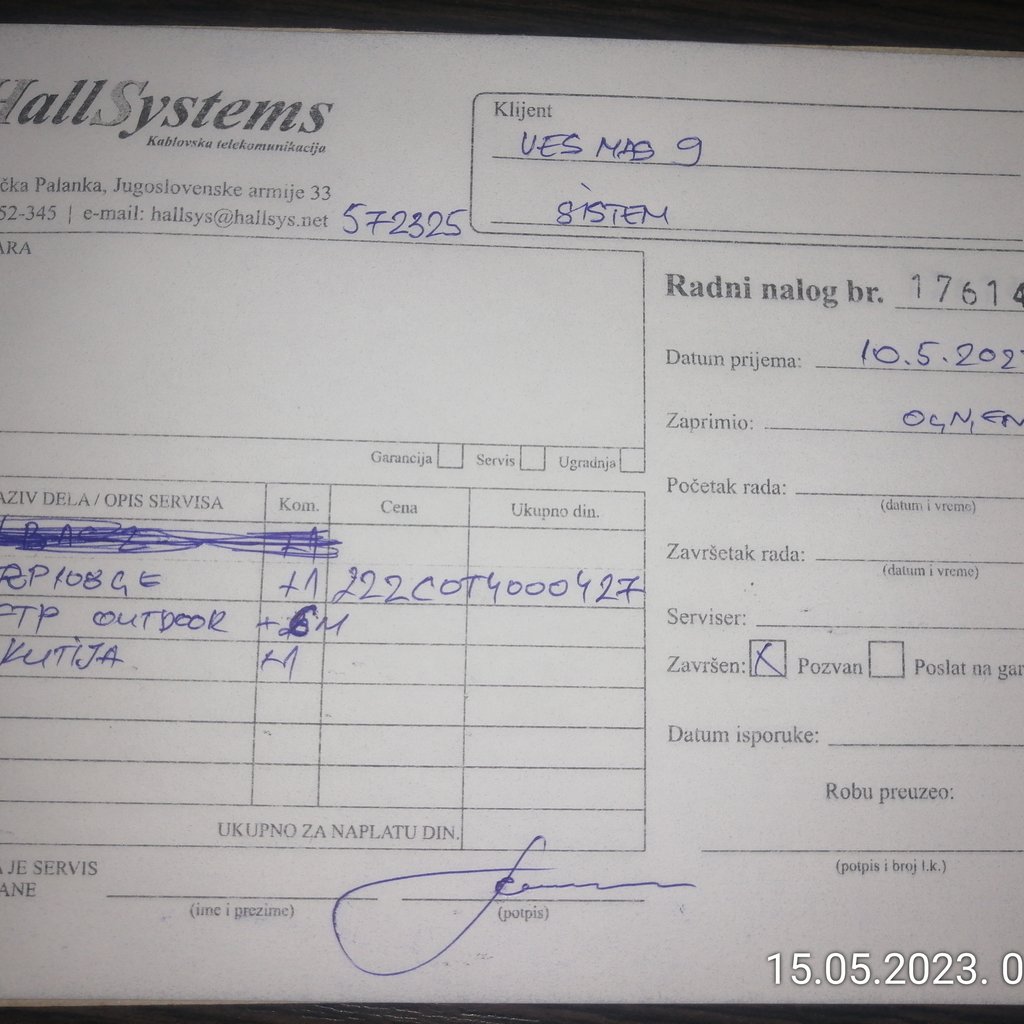 HallSystems
Kablovska telekomunikacija
čka Palanka, Jugoslovenske armije 33
52-345 | e-mail: hallsys@hallsys.net
572325
Klijent
VES MAG 9
SISTEM
ARA
Garancija Servis Ugradnja
Radni nalog br. 17614
Datum prijema: 10.5.202
Zaprimio: OGNJEN
Početak rada:
(datum i vreme)
Završetak rada:
(datum i vreme)
Serviser:
Završen: X Pozvan Poslat na gar
Datum isporuke:
Robu preuzeo:
(potpis i broj l.k.)
AZIV DELA / OPIS SERVISA Kom. Cena Ukupno din.
RP108GE +1 222C0T4000427
FTP OUTDOOR + M
KUTIJA +1
UKUPNO ZA NAPLATU DIN.
A JE SERVIS
ANE
(ime i prezime) (potpis)
15.05.2023. 0